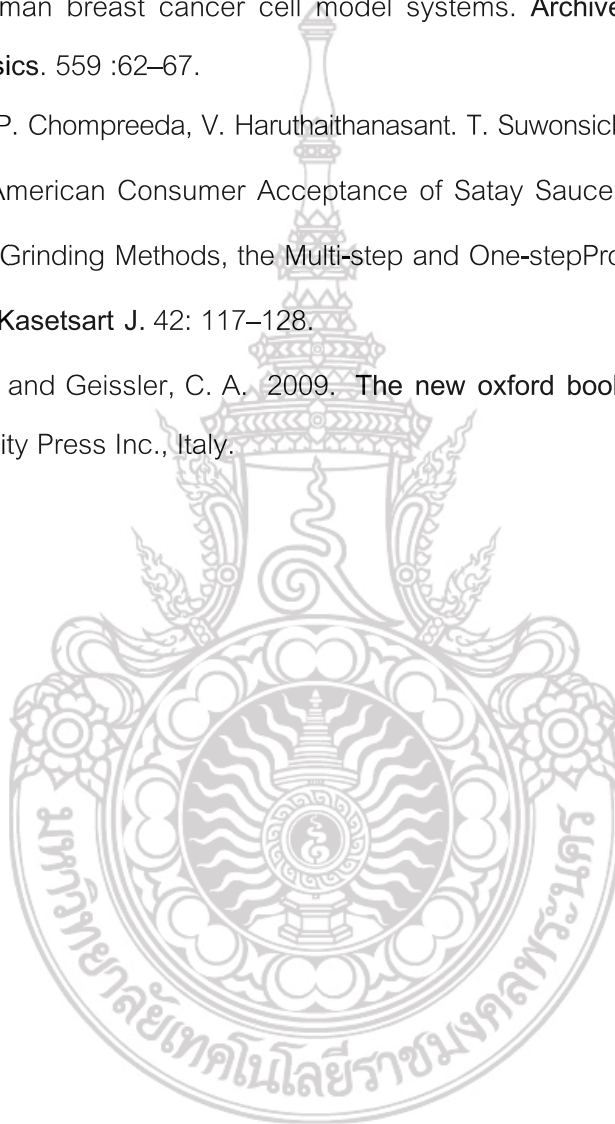 man breast cancer cell model systems. Archive
sics. 559 :62–67.
P. Chompreeda, V. Haruthaithanasant. T. Suwonsich
American Consumer Acceptance of Satay Sauce
Grinding Methods, the Multi-step and One-stepPro
Kasetsart J. 42: 117–128.
and Geissler, C. A. 2009. The new oxford book
ity Press Inc., Italy.
มหาวิทยาลัยเทคโนโลยีราชมงคลพระนคร